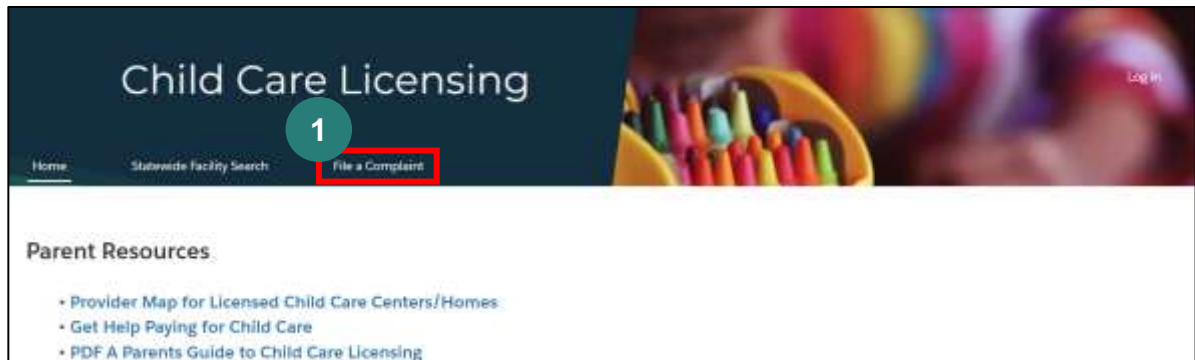 Child Care Licensing
Log in
1
Home Statewide Facility Search File a Complaint
Parent Resources
• Provider Map for Licensed Child Care Centers/Homes
• Get Help Paying for Child Care
• PDF A Parents Guide to Child Care Licensing